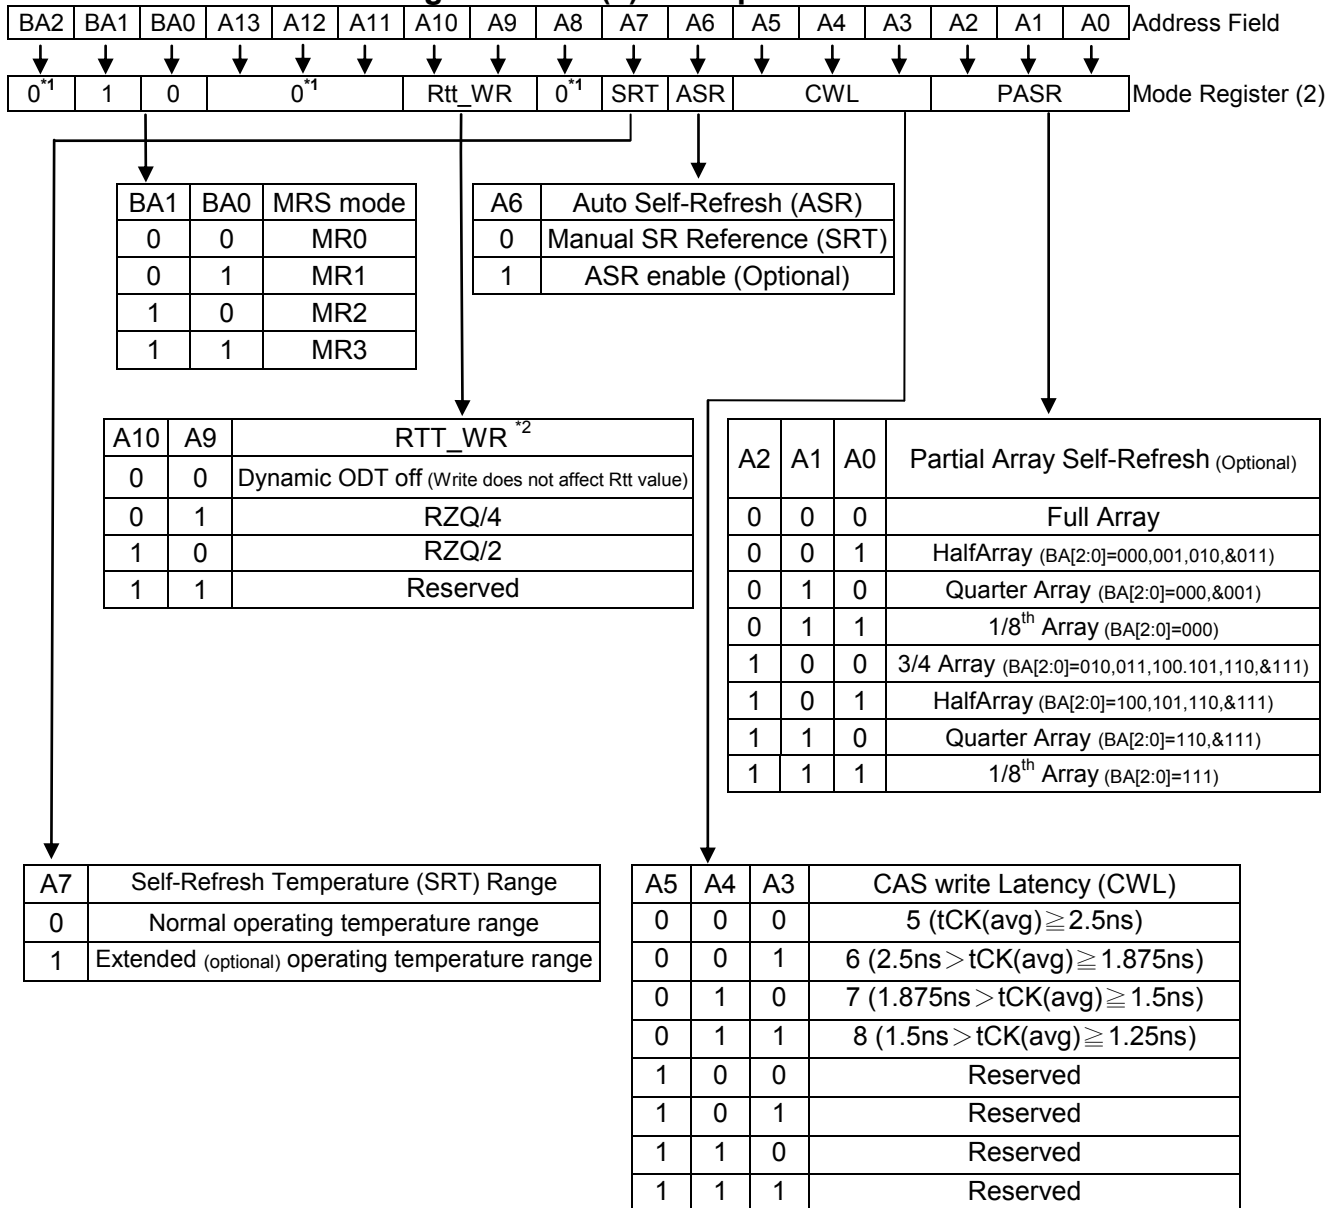 BA2 BA1 BA0 A13 A12 A11 A10 A9 A8 A7 A6 A5 A4 A3 A2 A1 A0 Address Field
0*1 1 0 0*1 Rtt_WR 0*1 SRT ASR CWL PASR Mode Register (2)
BA1 BA0 MRS mode
0 0 MR0
0 1 MR1
1 0 MR2
1 1 MR3
A6 Auto Self-Refresh (ASR)
0 Manual SR Reference (SRT)
1 ASR enable (Optional)
A10 A9 RTT_WR *2
0 0 Dynamic ODT off (Write does not affect Rtt value)
0 1 RZQ/4
1 0 RZQ/2
1 1 Reserved
A2 A1 A0 Partial Array Self-Refresh (Optional)
0 0 0 Full Array
0 0 1 HalfArray (BA[2:0]=000,001,010,&011)
0 1 0 Quarter Array (BA[2:0]=000,&001)
0 1 1 1/8th Array (BA[2:0]=000)
1 0 0 3/4 Array (BA[2:0]=010,011,100.101,110,&111)
1 0 1 HalfArray (BA[2:0]=100,101,110,&111)
1 1 0 Quarter Array (BA[2:0]=110,&111)
1 1 1 1/8th Array (BA[2:0]=111)
A7 Self-Refresh Temperature (SRT) Range
0 Normal operating temperature range
1 Extended (optional) operating temperature range
A5 A4 A3 CAS write Latency (CWL)
0 0 0 5 (tCK(avg)≧2.5ns)
0 0 1 6 (2.5ns>tCK(avg)≧1.875ns)
0 1 0 7 (1.875ns>tCK(avg)≧1.5ns)
0 1 1 8 (1.5ns>tCK(avg)≧1.25ns)
1 0 0 Reserved
1 0 1 Reserved
1 1 0 Reserved
1 1 1 Reserved